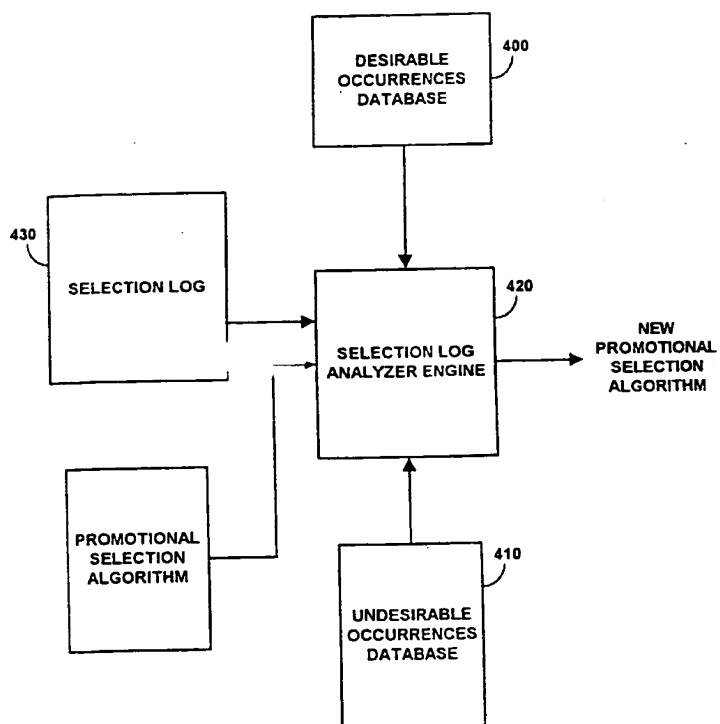 DESIRABLE
OCCURRENCES
DATABASE
400
430
SELECTION LOG
420
SELECTION LOG
ANALYZER ENGINE
NEW
PROMOTIONAL
SELECTION
ALGORITHM
PROMOTIONAL
SELECTION
ALGORITHM
410
UNDESIRABLE
OCCURRENCES
DATABASE